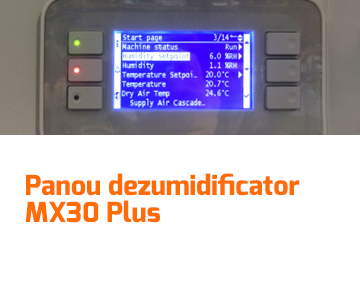 Start page 3/14
Machine status Run
Humidity Setpoint 6.0 %RH
Humidity 1.1 %RH
Temperature Setpoi.. 20.0°C
Temperature 20.7°C
Dry Air Temp 24.6°C
Supply Air Cascade..
Panou dezumidificator
MX30 Plus